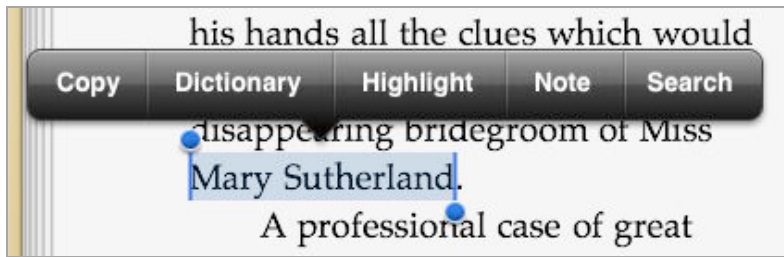 his hands all the clues which would
Copy Dictionary Highlight Note Search
disappearing bridegroom of Miss
Mary Sutherland.
A professional case of great